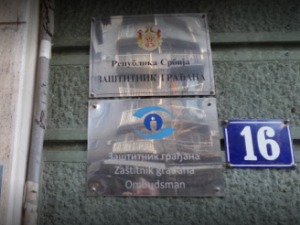 Република Србија
ЗАШТИТНИК ГРАЂАНА
Заштитник грађана
Zaštitnik građana
Ombudsman
16